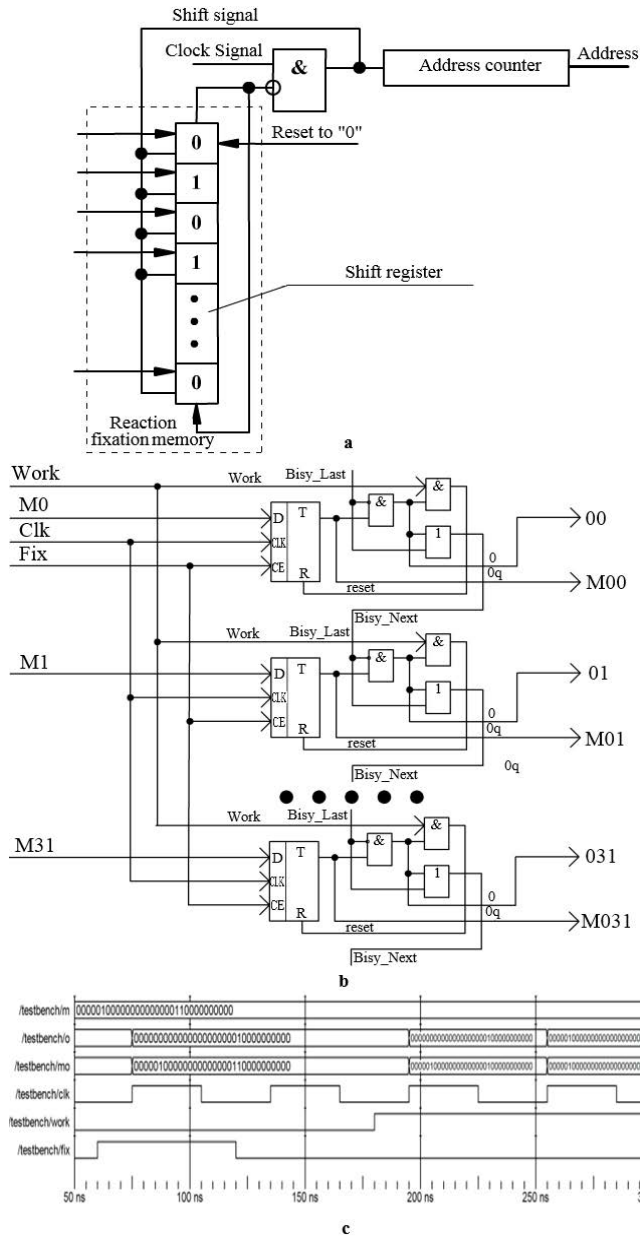 Shift signal
Clock Signal
&
Address counter
Address
Reset to "0"
0
1
0
1
Shift register
0
Reaction
fixation memory
a
Work
M0
Clk
Fix
Work
Bisy_Last
&
&
1
D
T
CLK
CE
R
reset
0
0q
00
M00
Bisy_Next
M1
Work
Bisy_Last
&
&
1
D
T
CLK
CE
R
reset
0
0q
01
M01
Bisy_Next
0q
M31
Work
Bisy_Last
&
&
1
D
T
CLK
CE
R
reset
0
0q
031
M031
Bisy_Next
b
/testbench/m
/testbench/o
/testbench/mo
/testbench/clk
/testbench/work
/testbench/fix
50 ns
100 ns
150 ns
200 ns
250 ns
3
c